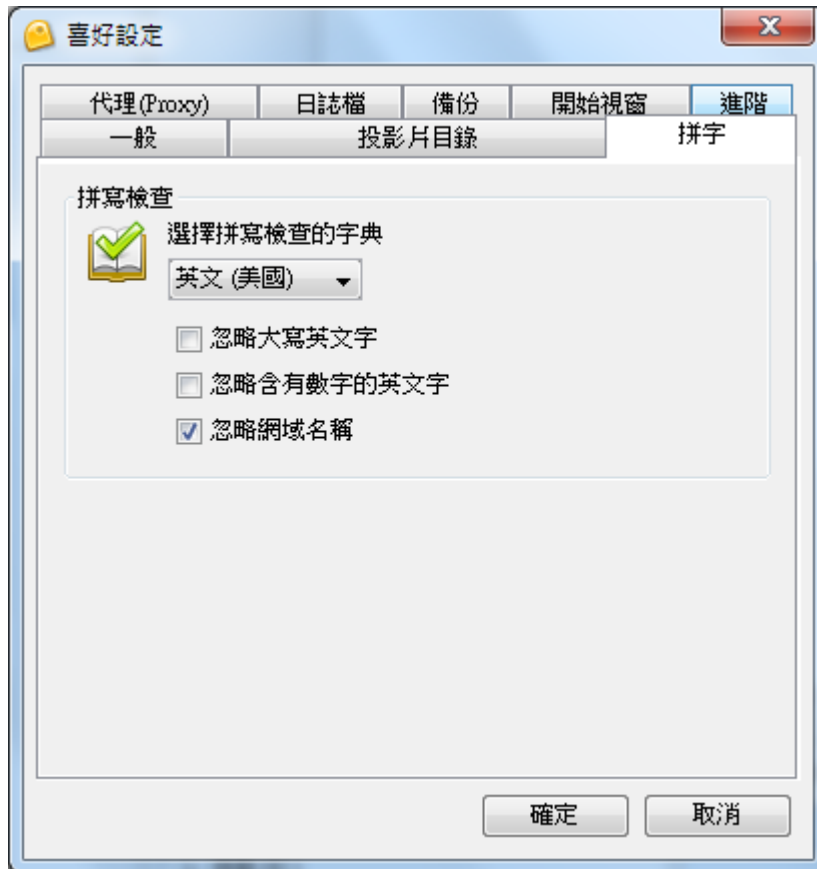 喜好設定
代理(Proxy) 日誌檔 備份 開始視窗 進階
一般 投影片目錄 拼字
拼寫檢查
選擇拼寫檢查的字典
英文 (美國)
忽略大寫英文字
忽略含有數字的英文字
忽略網域名稱
確定 取消